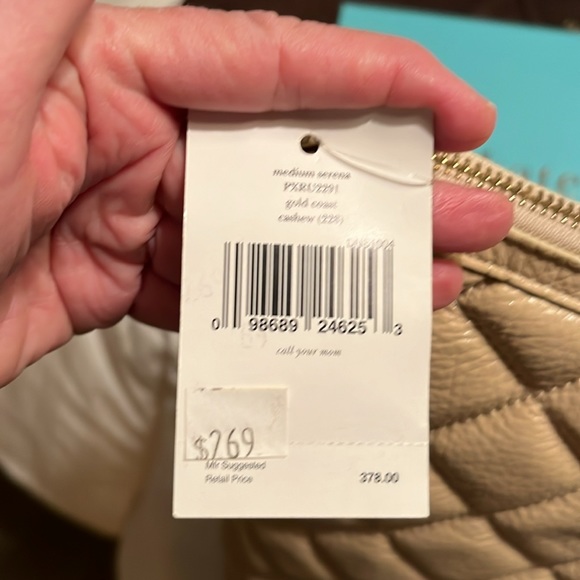 medium serena
PXRU2291
gold coast
cashew (228)
0 98689 24625 3
call your mom
$269
Mfr Suggested
Retail Price
378.00